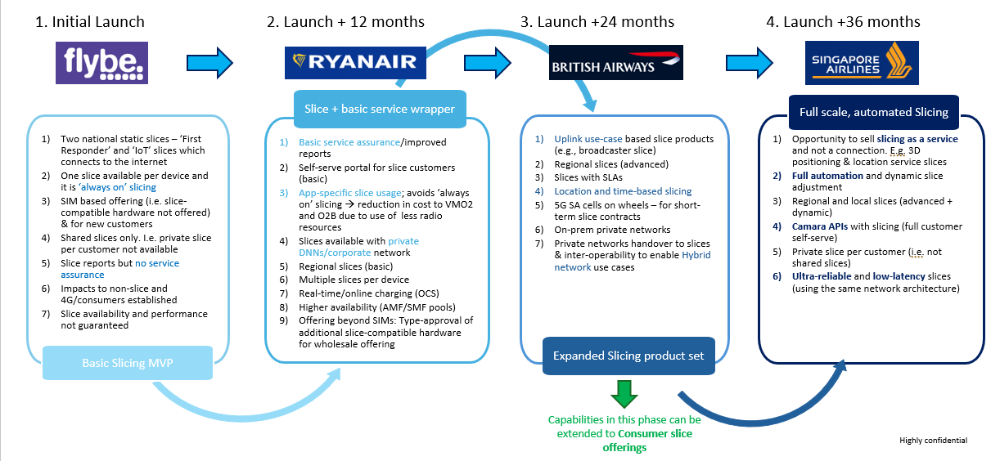 1. Initial Launch
flybe.
1) Two national static slices – ‘First
Responder’ and ‘IoT’ slices which
connects to the internet
2) One slice available per device and
it is ‘always on’ slicing
3) SIM based offering (i.e. slice-
compatible hardware not offered)
& for new customers
4) Shared slices only. I.e. private slice
per customer not available
5) Slice reports but no service
assurance
6) Impacts to non-slice and
4G/consumers established
7) Slice availability and performance
not guaranteed
Basic Slicing MVP
2. Launch + 12 months
RYANAIR
Slice + basic service wrapper
1) Basic service assurance/improved
reports
2) Self-serve portal for slice customers
(basic)
3) App-specific slice usage; avoids ‘always
on’ slicing → reduction in cost to VMO2
and O2B due to use of less radio
resources
4) Slices available with private
DNNs/corporate network
5) Regional slices (basic)
6) Multiple slices per device
7) Real-time/online charging (OCS)
8) Higher availability (AMF/SMF pools)
9) Offering beyond SIMs: Type-approval of
additional slice-compatible hardware
for wholesale offering
3. Launch +24 months
BRITISH AIRWAYS
1) Uplink use-case based slice products
(e.g., broadcaster slice)
2) Regional slices (advanced)
3) Slices with SLAs
4) Location and time-based slicing
5) 5G SA cells on wheels – for short-
term slice contracts
6) On-prem private networks
7) Private networks handover to slices
& inter-operability to enable Hybrid
network use cases
Expanded Slicing product set
Capabilities in this phase can be
extended to Consumer slice
offerings
4. Launch +36 months
SINGAPORE
AIRLINES
Full scale, automated Slicing
1) Opportunity to sell slicing as a service
and not a connection. E.g. 3D
positioning & location service slices
2) Full automation and dynamic slice
adjustment
3) Regional and local slices (advanced +
dynamic)
4) Camara APIs with slicing (full customer
self-serve)
5) Private slice per customer (i.e. not
shared slices)
6) Ultra-reliable and low-latency slices
(using the same network architecture)
Highly confidential